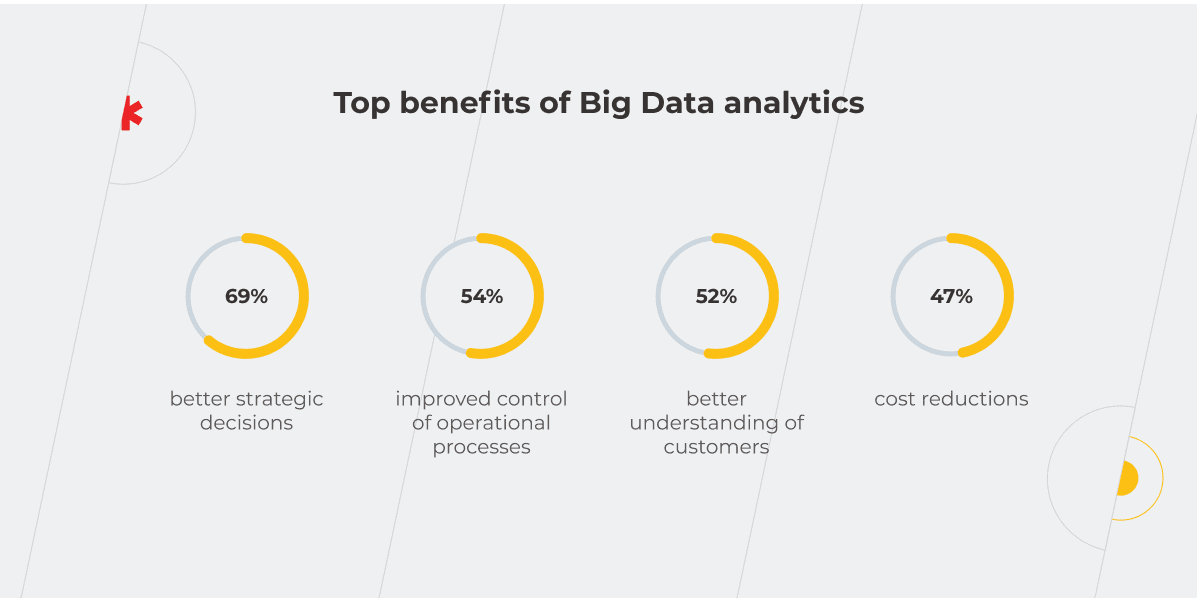 Top benefits of Big Data analytics
69%
better strategic
decisions
54%
improved control
of operational
processes
52%
better
understanding of
customers
47%
cost reductions